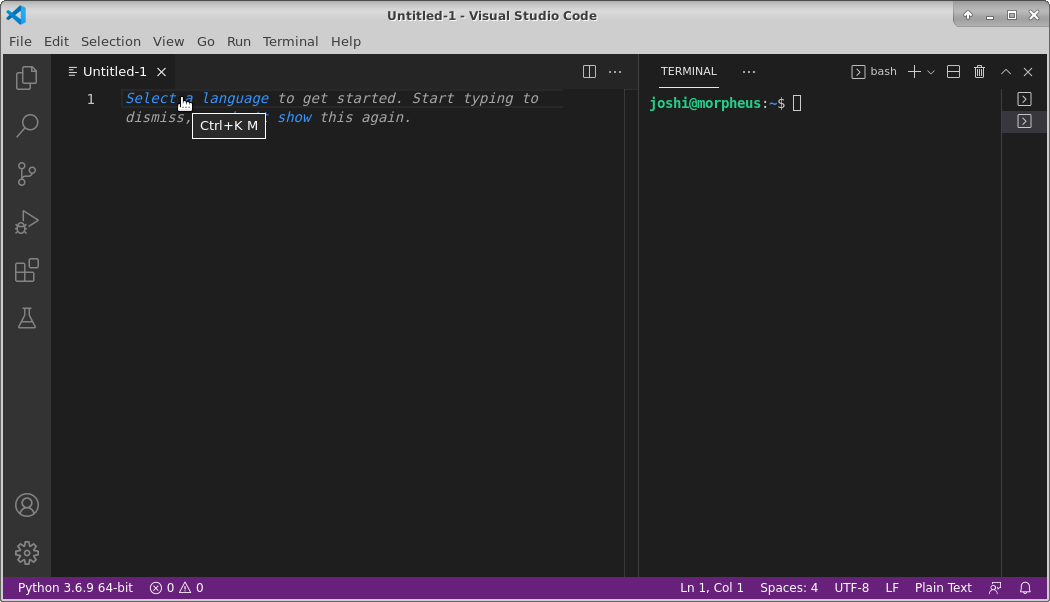 Untitled-1 - Visual Studio Code
File Edit Selection View Go Run Terminal Help
Untitled-1
TERMINAL
bash
1 Select a language to get started. Start typing to
dismiss, show this again.
Ctrl+K M
joshi@morpheus:~$
Python 3.6.9 64-bit 0 0 Ln 1, Col 1 Spaces: 4 UTF-8 LF Plain Text